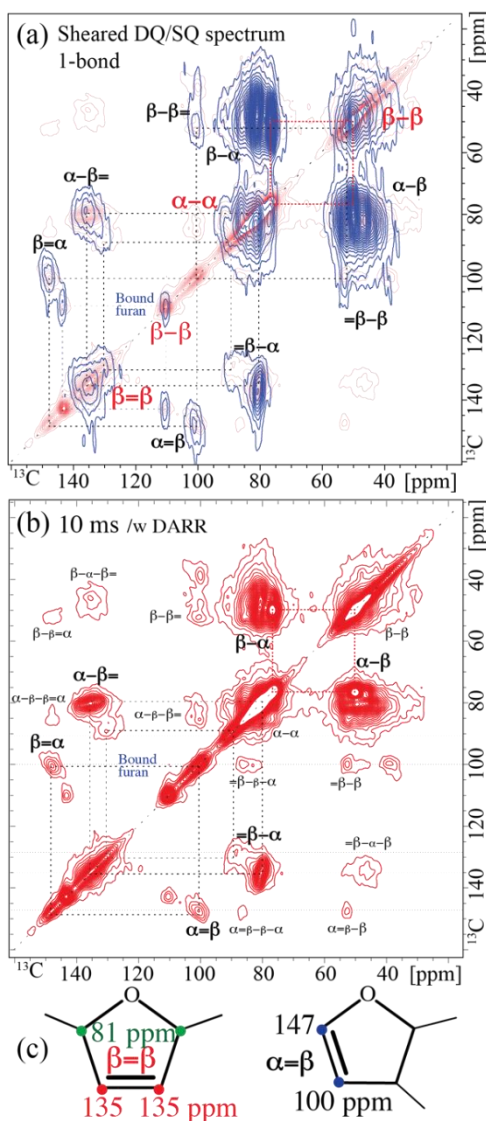 (a) Sheared DQ/SQ spectrum
1-bond
[ppm]
40
β-β=
β-β
β-α
60
α-β=
α-α
α-β
80
β=α
100
Bound
furan
β-β
=β-β
=β-α
120
β=β
140
α=β
¹³C
¹³C
140
120
100
80
60
[ppm]
(b) 10 ms /w DARR
[ppm]
β-α-β=
40
β-β=α
β-β=
β-β
β-α
60
α-β=
α-β
α-β-β=α
80
α-β-β=
α-α
β=α
Bound
furan
100
=β-β-α
=β-β
120
=β-α
=β-α-β
140
α=β
α=β-β-α
α=β-β
¹³C
¹³C
140
120
100
80
60
[ppm]
(c)
O
81 ppm
β=β
135
135 ppm
O
147
α=β
100 ppm